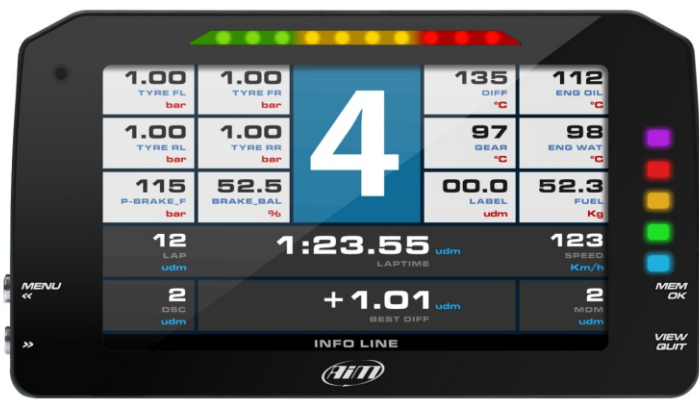 1.00 1.00 135 112
TYRE FL TYRE FR DIFF ENG OIL
bar bar °C °C
4
1.00 1.00 97 98
TYRE RL TYRE RR GEAR ENG WAT
bar bar °C °C
115 52.5 00.0 52.3
P-BRAKE_F BRAKE_BAL LABEL FUEL
bar % udm Kg
12 1:23.55 udm 123
LAP LAPTIME SPEED
udm Km/h
MENU MEM
<< OK
2 +1.01 udm 2
DSC BEST DIFF MDM
udm udm
>> VIEW
QUIT
INFO LINE
AiM